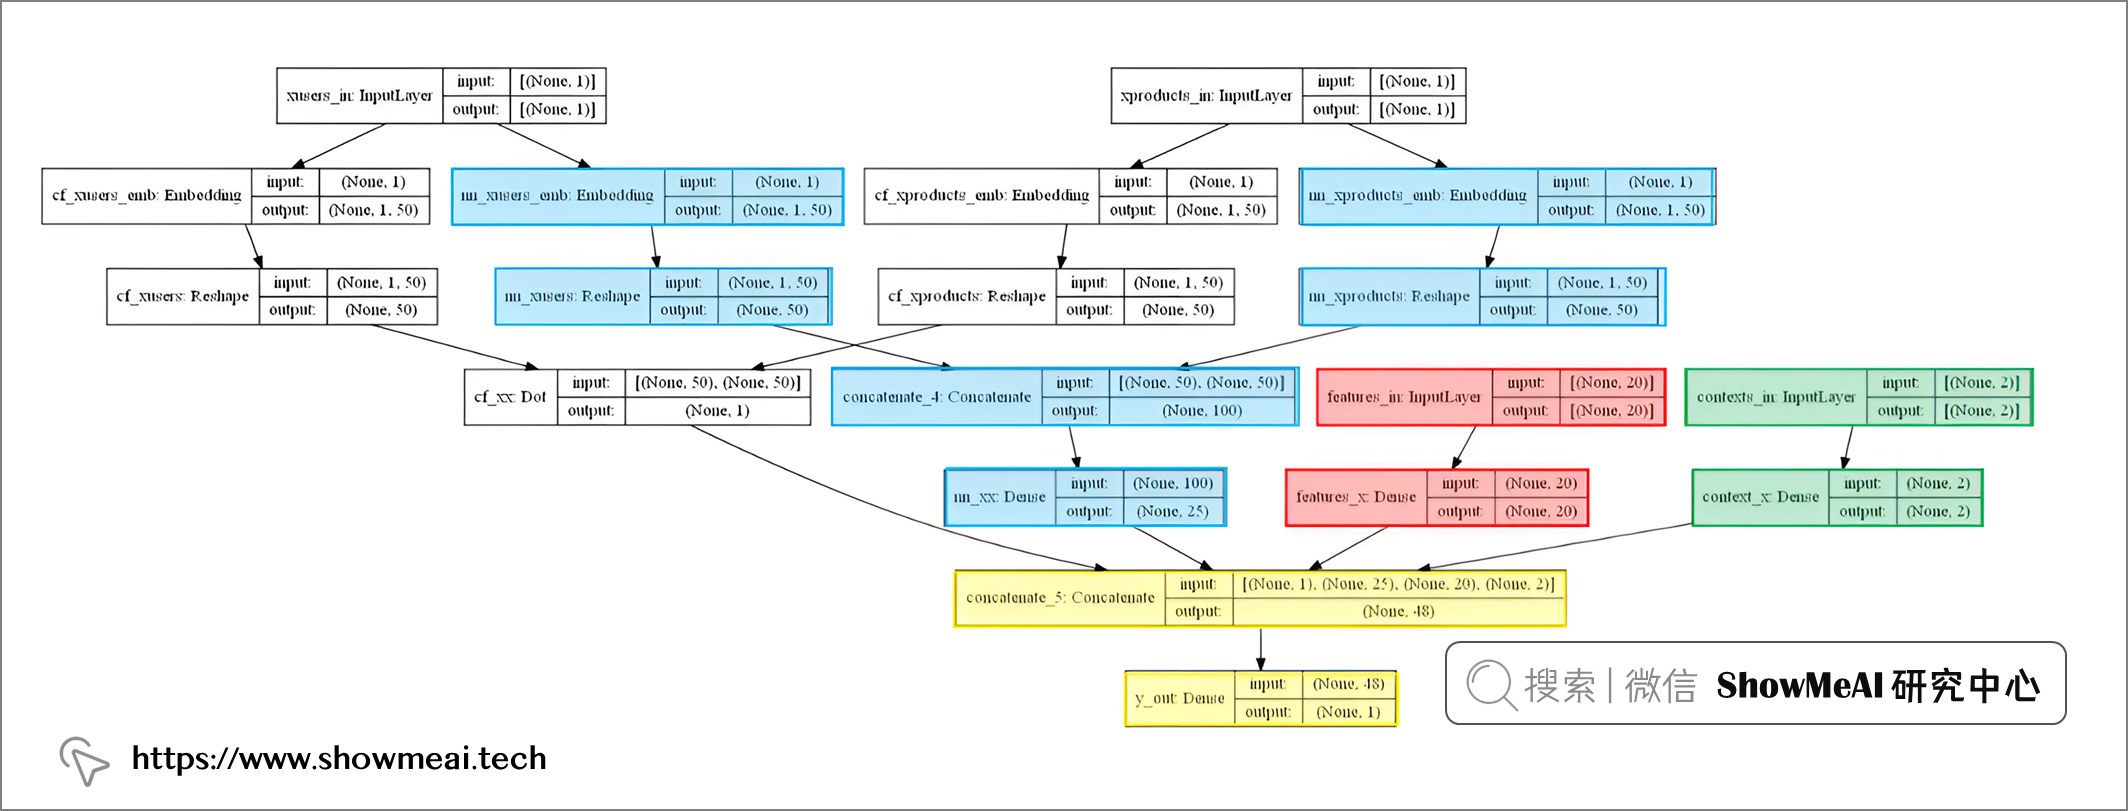 xusers_in: InputLayer input: [(None, 1)] output: [(None, 1)]
xproducts_in: InputLayer input: [(None, 1)] output: [(None, 1)]
cf_xusers_emb: Embedding input: (None, 1) output: (None, 1, 50)
nn_xusers_emb: Embedding input: (None, 1) output: (None, 1, 50)
cf_xproducts_emb: Embedding input: (None, 1) output: (None, 1, 50)
nn_xproducts_emb: Embedding input: (None, 1) output: (None, 1, 50)
cf_xusers: Reshape input: (None, 1, 50) output: (None, 50)
nn_xusers: Reshape input: (None, 1, 50) output: (None, 50)
cf_xproducts: Reshape input: (None, 1, 50) output: (None, 50)
nn_xproducts: Reshape input: (None, 1, 50) output: (None, 50)
cf_xx: Dot input: [(None, 50), (None, 50)] output: (None, 1)
concatenate_4: Concatenate input: [(None, 50), (None, 50)] output: (None, 100)
features_in: InputLayer input: [(None, 20)] output: [(None, 20)]
contexts_in: InputLayer input: [(None, 2)] output: [(None, 2)]
nn_xx: Dense input: (None, 100) output: (None, 25)
features_x: Dense input: (None, 20) output: (None, 20)
context_x: Dense input: (None, 2) output: (None, 2)
concatenate_5: Concatenate input: [(None, 1), (None, 25), (None, 20), (None, 2)] output: (None, 48)
y_out: Dense input: (None, 48) output: (None, 1)
搜索 | 微信 ShowMeAI 研究中心
https://www.showmeai.tech